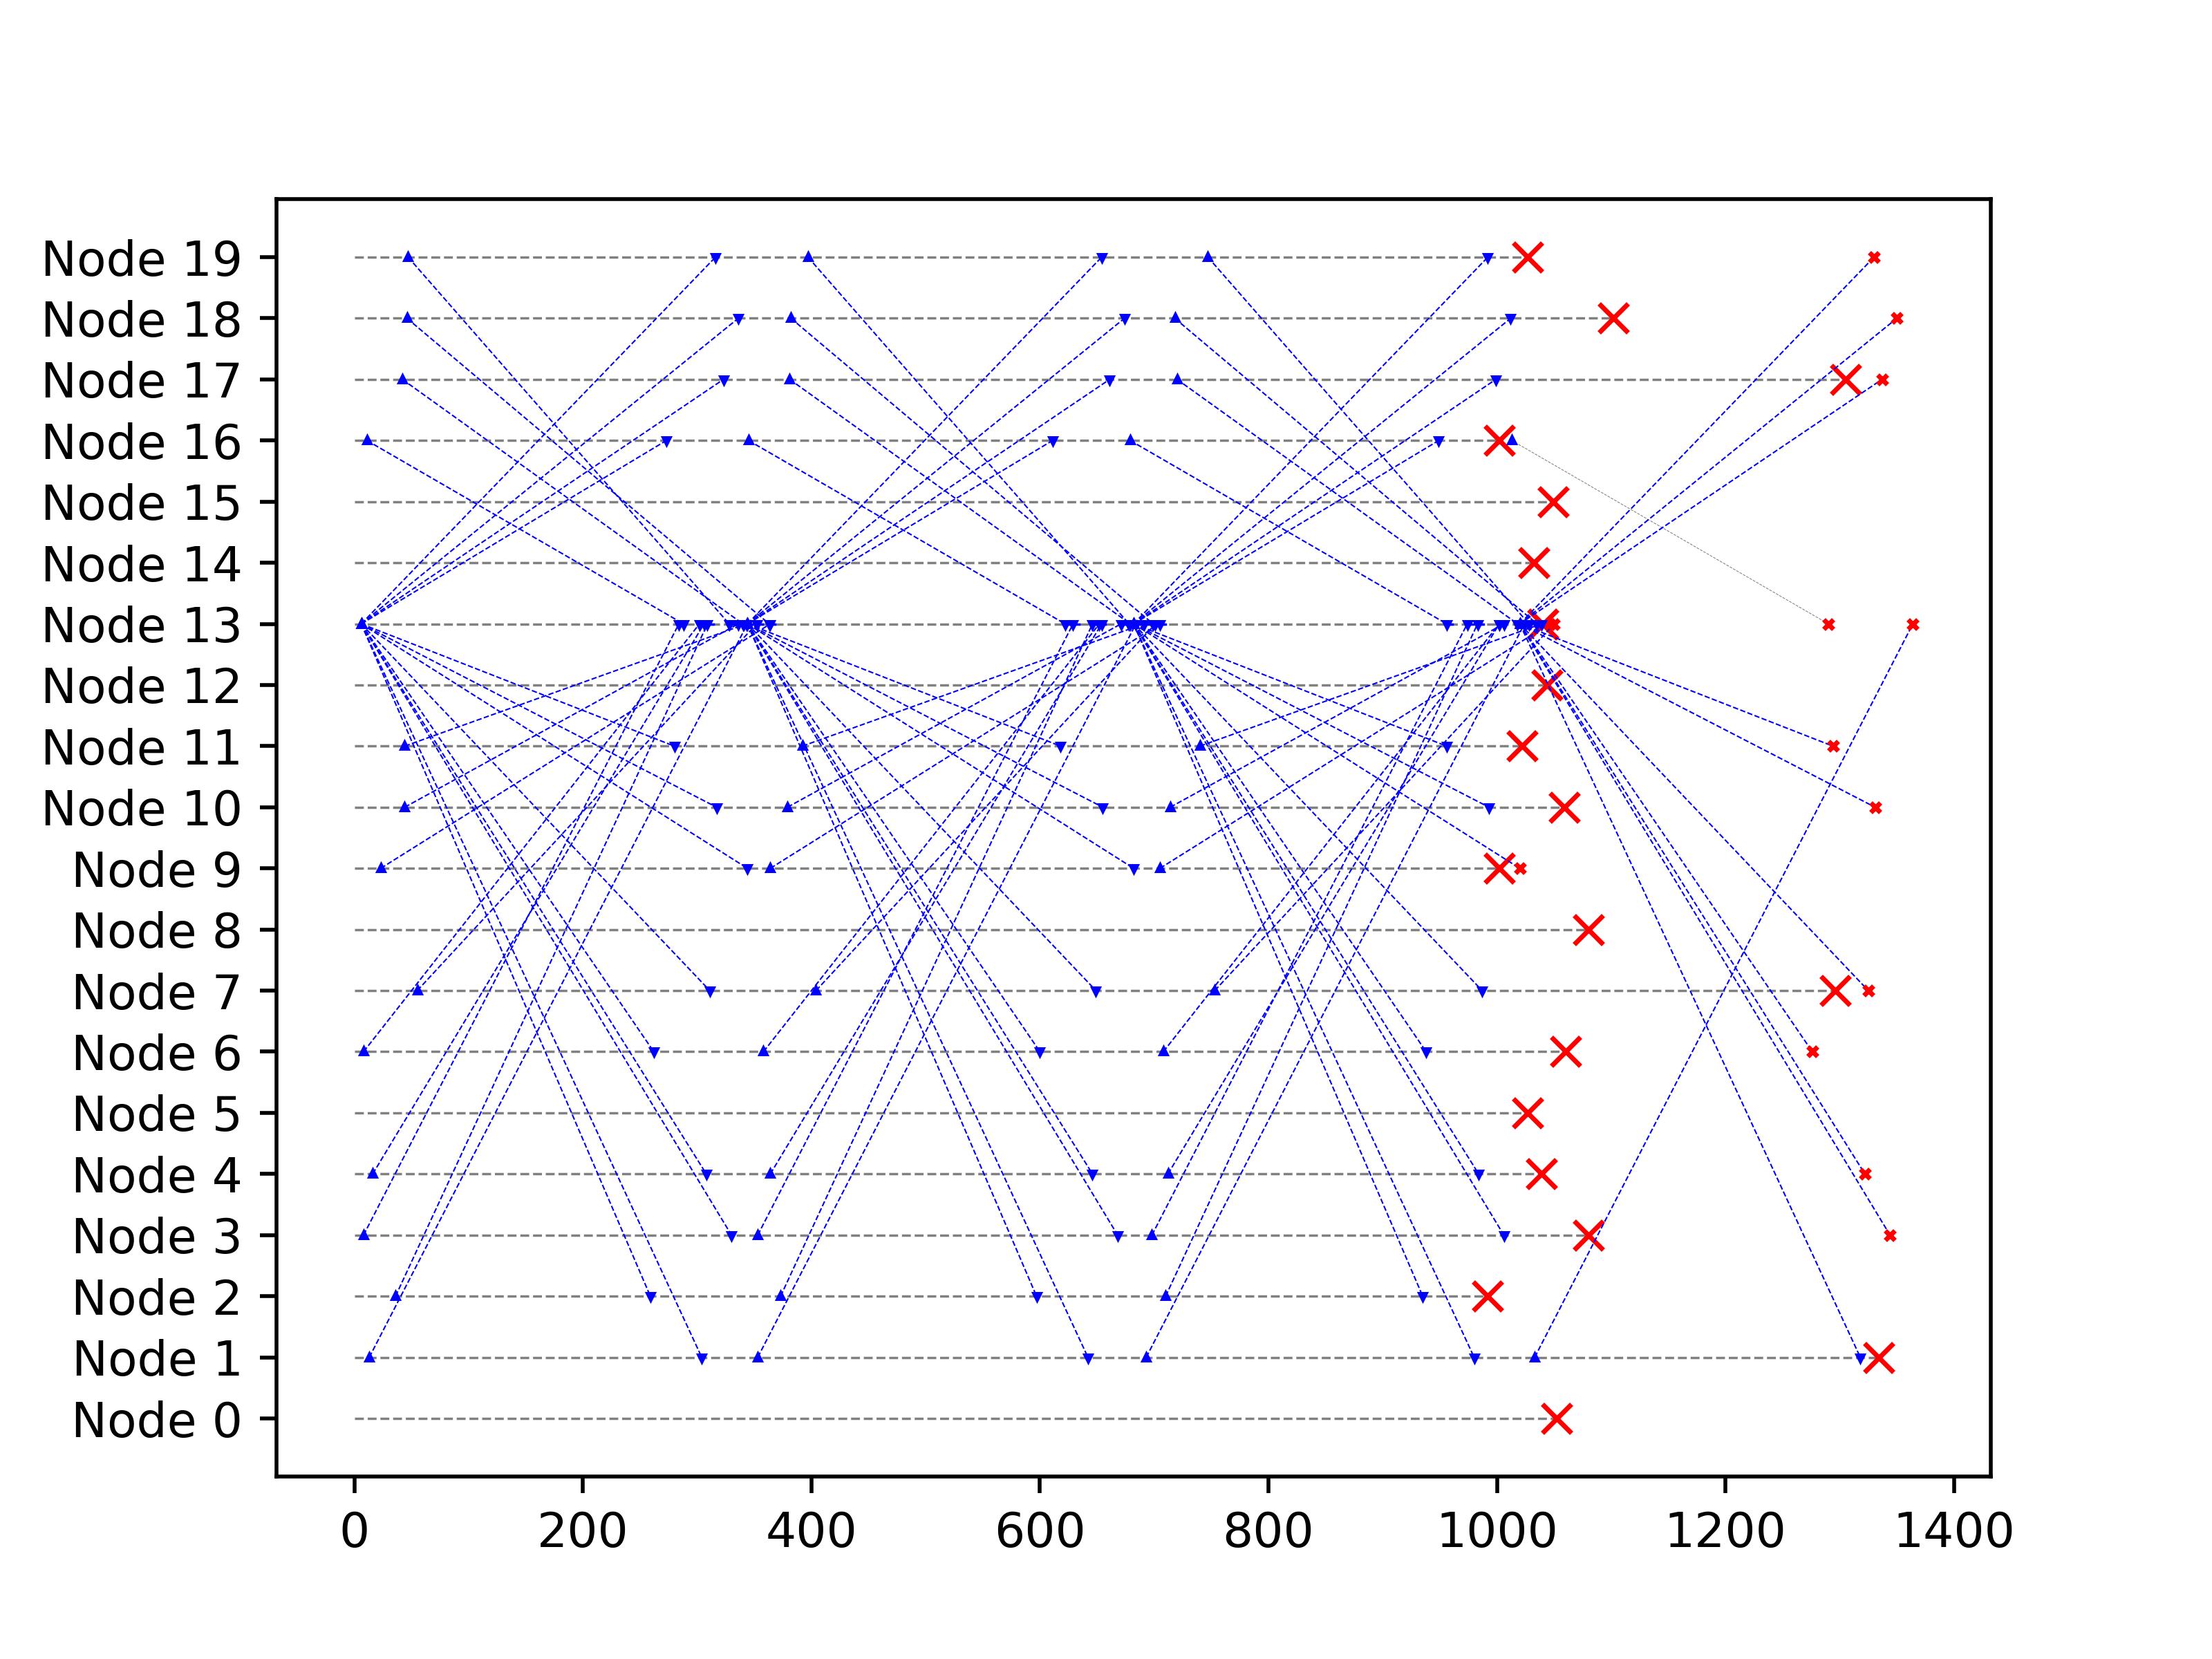 Node 19
Node 18
Node 17
Node 16
Node 15
Node 14
Node 13
Node 12
Node 11
Node 10
Node 9
Node 8
Node 7
Node 6
Node 5
Node 4
Node 3
Node 2
Node 1
Node 0
0 200 400 600 800 1000 1200 1400